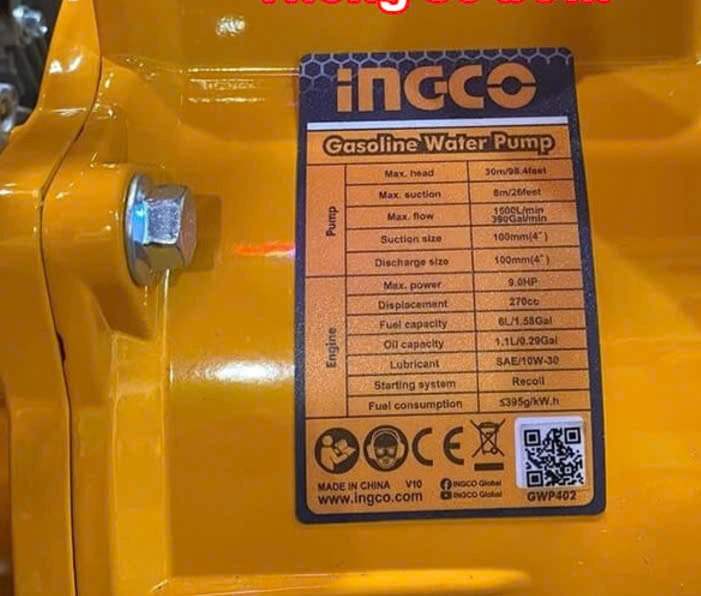 INGCO
Gasoline Water Pump
Pump
Max. head 30m/98.4feet
Max. suction 8m/26feet
Max. flow 1500L/min 390Gal/min
Suction size 100mm(4")
Discharge size 100mm(4")
Engine
Max. power 9.0HP
Displacement 270cc
Fuel capacity 6L/1.58Gal
Oil capacity 1.1L/0.29Gal
Lubricant SAE/10W-30
Starting system Recoil
Fuel consumption ≤395g/kW.h
CE
MADE IN CHINA V10 INGCO Global
www.ingco.com INGCO Global
GWP402